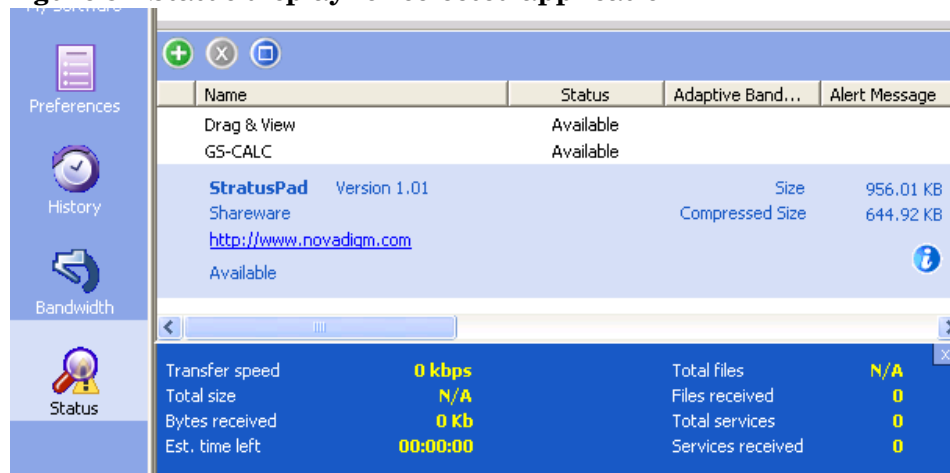 My Software
Preferences
History
Bandwidth
Status
Name Status Adaptive Band... Alert Message
Drag & View Available
GS-CALC Available
StratusPad Version 1.01 Size 956.01 KB
Shareware Compressed Size 644.92 KB
http://www.novadigm.com
Available
Transfer speed 0 kbps Total files N/A
Total size N/A Files received 0
Bytes received 0 Kb Total services 0
Est. time left 00:00:00 Services received 0